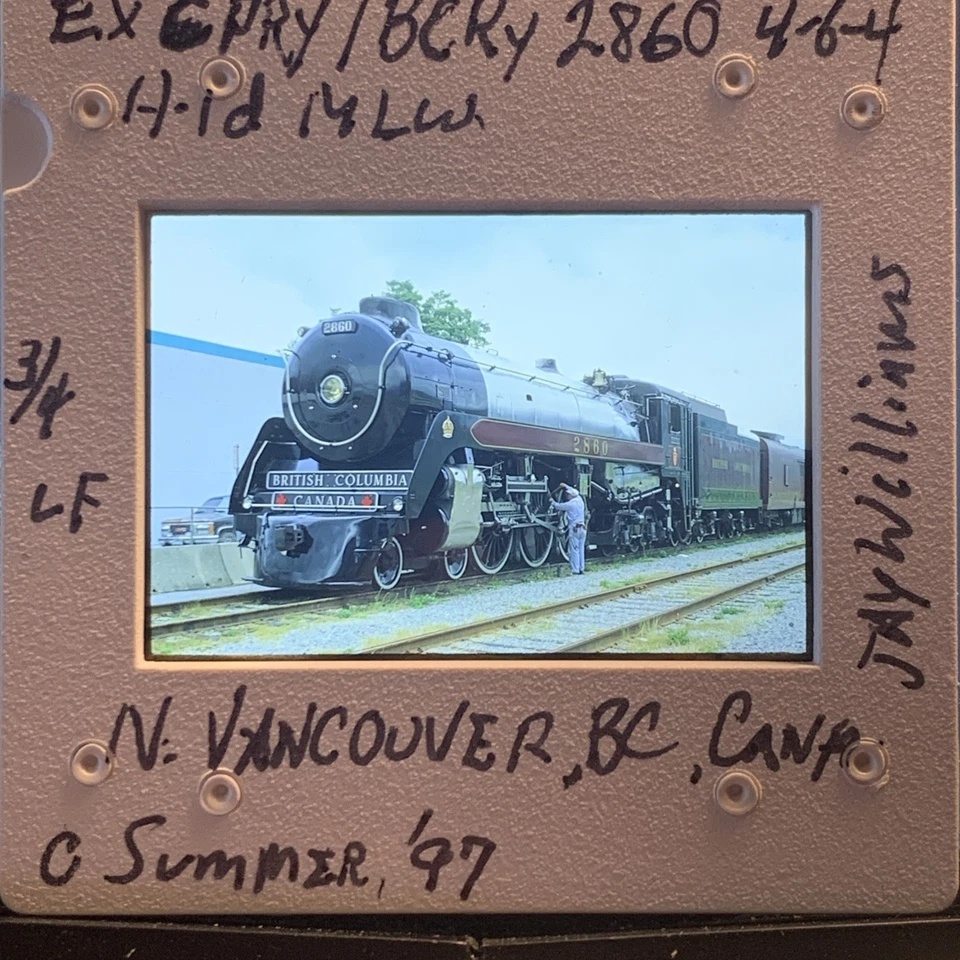 EX CPRY/BCRy 2860 4-6-4
H-1d MLW
3/4
LF
2860
2860
BRITISH COLUMBIA
CANADA
JAY Williams
N. VANCOUVER, BC, CANA.
C SUMMER, '97